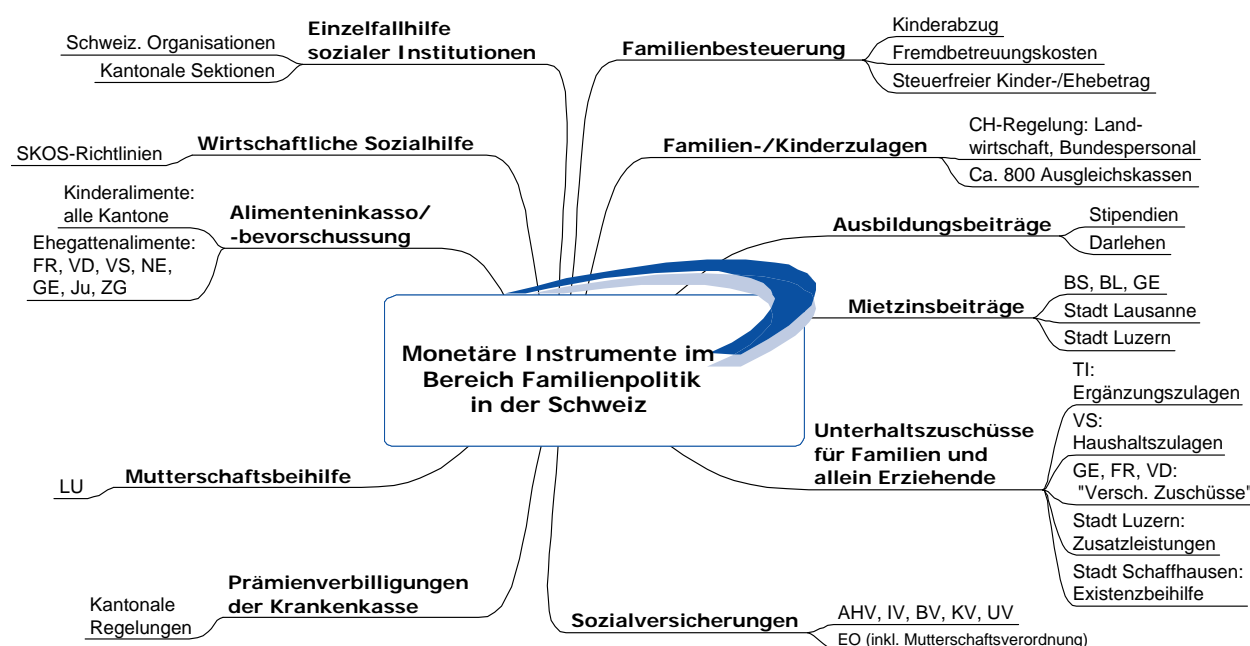 Einzelfallhilfe
sozialer Institutionen
Schweiz. Organisationen
Kantonale Sektionen
Wirtschaftliche Sozialhilfe
SKOS-Richtlinien
Alimenteninkasso/
-bevorschussung
Kinderalimente:
alle Kantone
Ehegattenalimente:
FR, VD, VS, NE,
GE, Ju, ZG
Mutterschaftsbeihilfe
LU
Prämienverbilligungen
der Krankenkasse
Kantonale
Regelungen
Monetäre Instrumente im
Bereich Familienpolitik
in der Schweiz
Familienbesteuerung
Kinderabzug
Fremdbetreuungskosten
Steuerfreier Kinder-/Ehebetrag
Familien-/Kinderzulagen
CH-Regelung: Land-
wirtschaft, Bundespersonal
Ca. 800 Ausgleichskassen
Ausbildungsbeiträge
Stipendien
Darlehen
Mietzinsbeiträge
BS, BL, GE
Stadt Lausanne
Stadt Luzern
Unterhaltszuschüsse
für Familien und
allein Erziehende
TI:
Ergänzungszulagen
VS:
Haushaltszulagen
GE, FR, VD:
"Versch. Zuschüsse"
Stadt Luzern:
Zusatzleistungen
Stadt Schaffhausen:
Existenzbeihilfe
Sozialversicherungen
AHV, IV, BV, KV, UV
EO (inkl. Mutterschaftsverordnung)